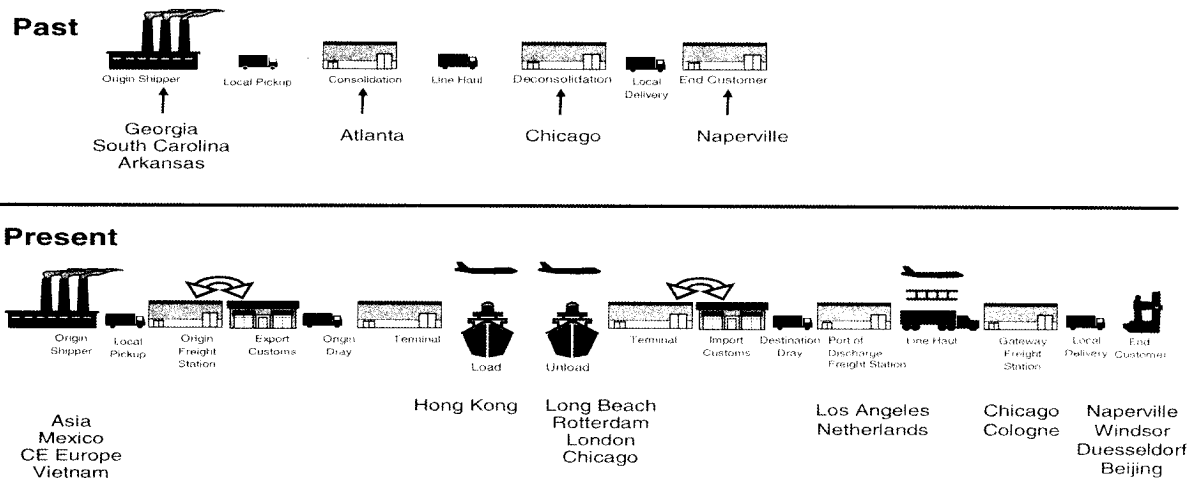 Past
Origin Shipper
Local Pickup
Consolidation
Line Haul
Deconsolidation
Local
Delivery
End Customer
Georgia
South Carolina
Arkansas
Atlanta
Chicago
Naperville
Present
Origin
Shipper
Local
Pickup
Origin
Freight
Station
Export
Customs
Origin
Dray
Terminal
Load
Unload
Terminal
Import
Customs
Destination
Dray
Port of
Discharge
Freight Station
Line Haul
Gateway
Freight
Station
Local
Delivery
End
Customer
Asia
Mexico
CE Europe
Vietnam
Hong Kong
Long Beach
Rotterdam
London
Chicago
Los Angeles
Netherlands
Chicago
Cologne
Naperville
Windsor
Duesseldorf
Beijing